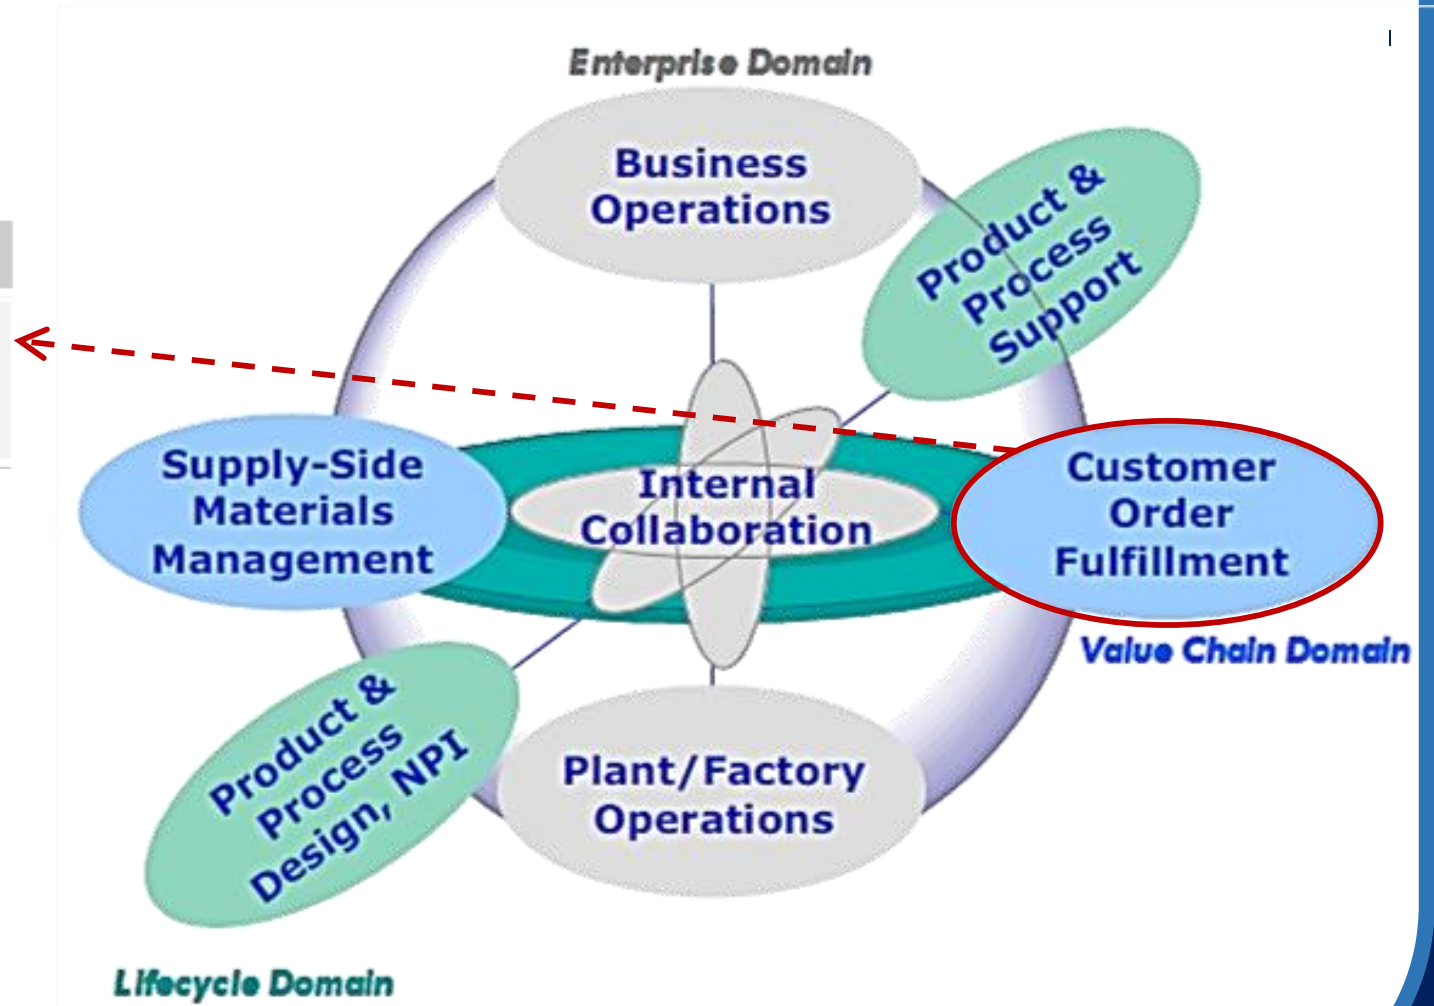 Enterprise Domain
Business
Operations
Product &
Process
Support
Supply-Side
Materials
Management
Internal
Collaboration
Customer
Order
Fulfillment
Value Chain Domain
Product &
Process
Design, NPI
Plant/Factory
Operations
Lifecycle Domain